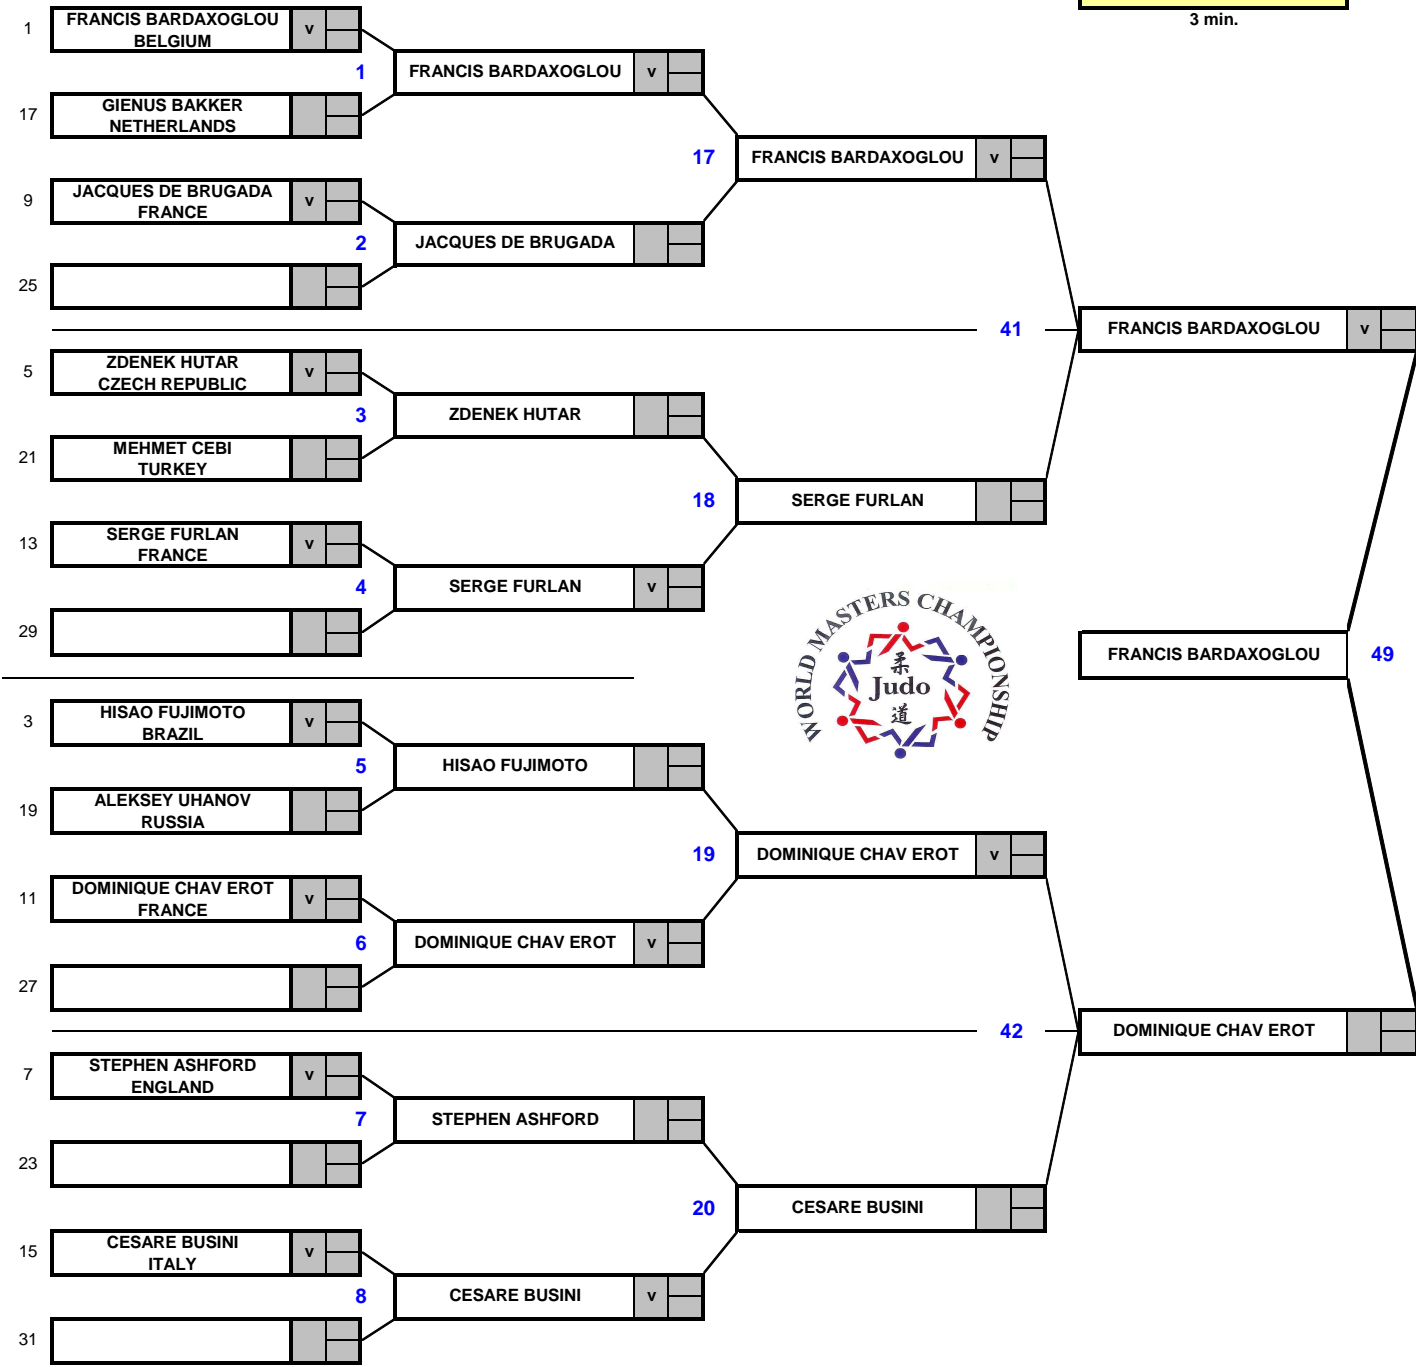 3 min.
1
FRANCIS BARDAXOGLOU
BELGIUM
v
1
FRANCIS BARDAXOGLOU
v
17
GIENUS BAKKER
NETHERLANDS
17
FRANCIS BARDAXOGLOU
v
9
JACQUES DE BRUGADA
FRANCE
v
2
JACQUES DE BRUGADA
25
41
FRANCIS BARDAXOGLOU
v
5
ZDENEK HUTAR
CZECH REPUBLIC
v
3
ZDENEK HUTAR
21
MEHMET CEBI
TURKEY
18
SERGE FURLAN
13
SERGE FURLAN
FRANCE
v
4
SERGE FURLAN
v
29
WORLD MASTERS CHAMPIONSHIP
柔
Judo
道
FRANCIS BARDAXOGLOU
49
3
HISAO FUJIMOTO
BRAZIL
v
5
HISAO FUJIMOTO
19
ALEKSEY UHANOV
RUSSIA
19
DOMINIQUE CHAV EROT
v
11
DOMINIQUE CHAV EROT
FRANCE
v
6
DOMINIQUE CHAV EROT
v
27
42
DOMINIQUE CHAV EROT
7
STEPHEN ASHFORD
ENGLAND
v
7
STEPHEN ASHFORD
23
20
CESARE BUSINI
15
CESARE BUSINI
ITALY
v
8
CESARE BUSINI
v
31